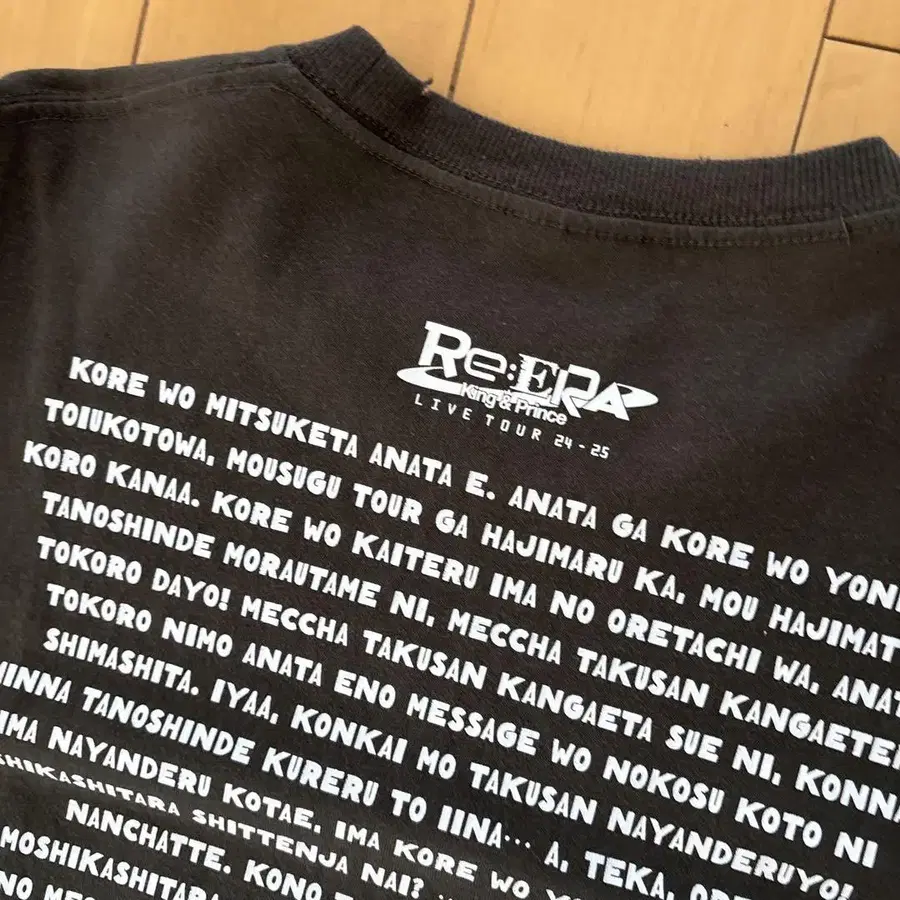 Re:ERA
King & Prince
LIVE TOUR 24-25
KORE WO MITSUKETA ANATA E. ANATA GA KORE WO YON
TOIUKOTOWA, MOUSUGU TOUR GA HAJIMARU KA, MOU HAJIMAT
KORO KANAA. KORE WO KAITERU IMA NO ORETACHI WA, ANAT
TANOSHINDE MORAUTAME NI, MECCHA TAKUSAN KANGAETE
TOKORO DAYO! MECCHA TAKUSAN KANGAETA SUE NI, KONNA
TOKORO NIMO ANATA ENO MESSAGE WO NOKOSU KOTO NI
SHIMASHITA. IYAA, KONKAI MO TAKUSAN NAYANDERUYO!
MINNA TANOSHINDE KURERU TO IINA··· A, TEKA,
IMA NAYANDERU KOTAE, IMA KORE WO
SHIKASHITARA SHITTENJA NAI?
NANCHATTE. KONO
MOSHIKASHITARA
NO